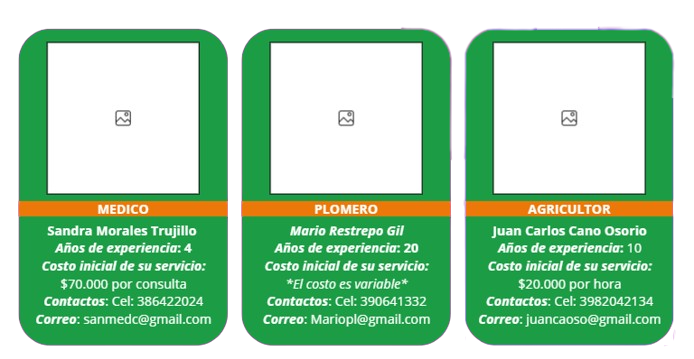 MEDICO
Sandra Morales Trujillo
Años de experiencia: 4
Costo inicial de su servicio:
$70.000 por consulta
Contactos: Cel: 386422024
Correo: sanmedc@gmail.com
PLOMERO
Mario Restrepo Gil
Años de experiencia: 20
Costo inicial de su servicio:
*El costo es variable*
Contactos: Cel: 390641332
Correo: Mariopl@gmail.com
AGRICULTOR
Juan Carlos Cano Osorio
Años de experiencia: 10
Costo inicial de su servicio:
$20.000 por hora
Contactos: Cel: 3982042134
Correo: juancaoso@gmail.com